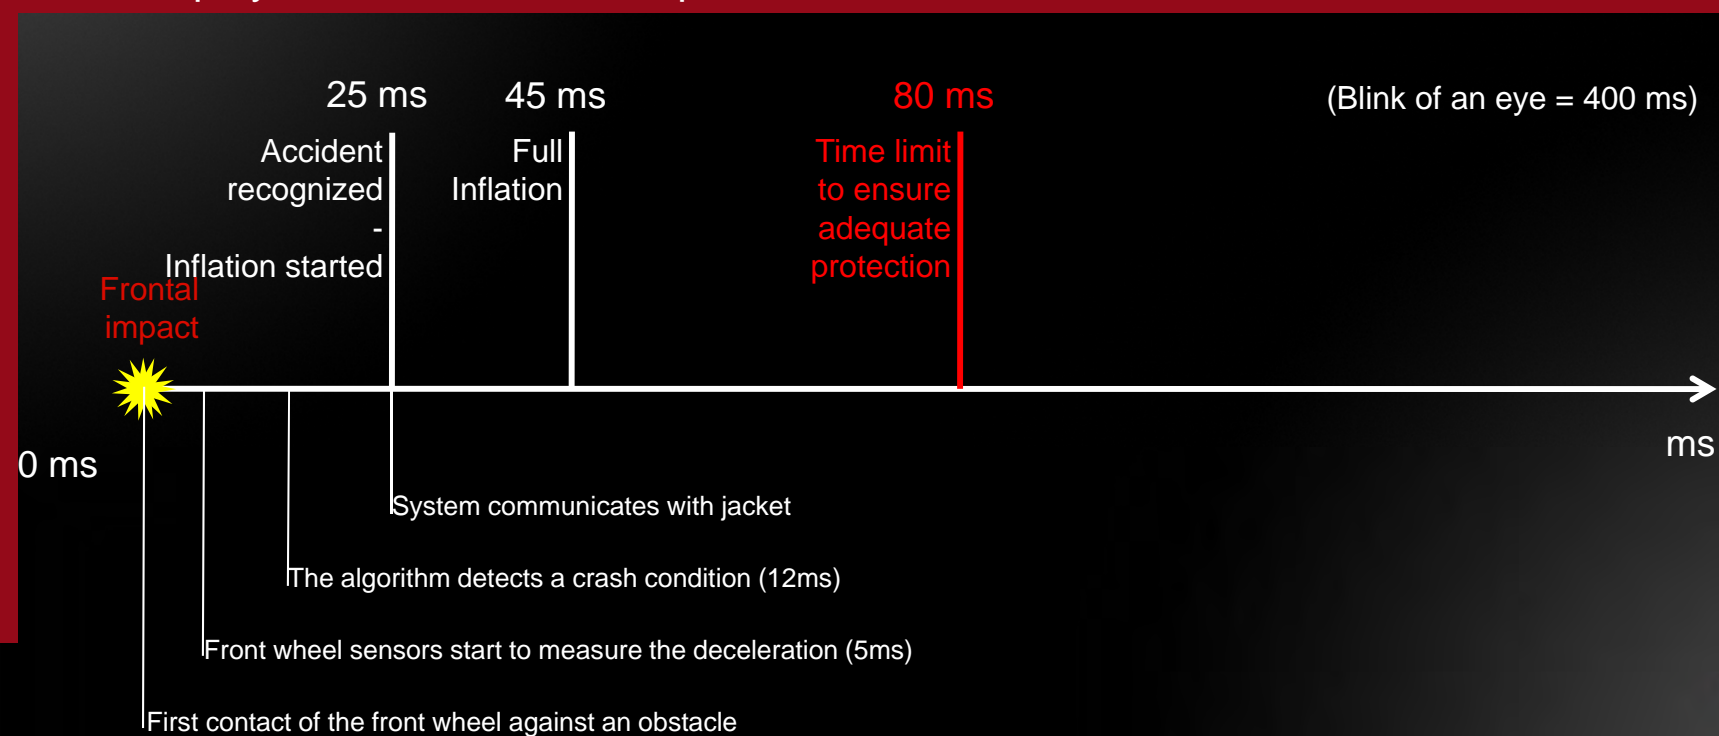 25 ms
45 ms
80 ms
(Blink of an eye = 400 ms)
Accident
recognized
-
Inflation started
Full
Inflation
Time limit
to ensure
adequate
protection
Frontal
impact
0 ms
ms
System communicates with jacket
The algorithm detects a crash condition (12ms)
Front wheel sensors start to measure the deceleration (5ms)
First contact of the front wheel against an obstacle